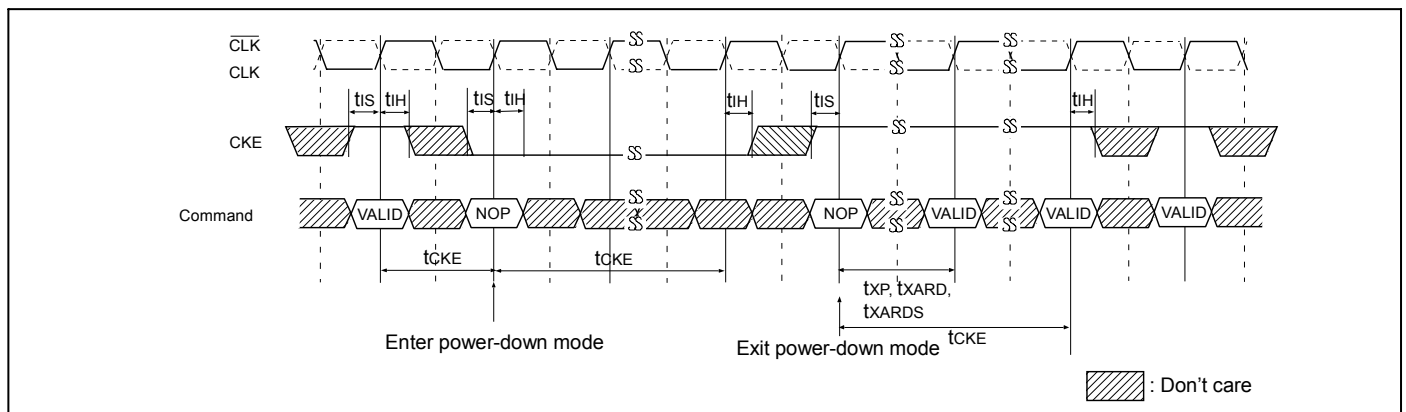 CLK
CLK
tIS tIH tIS tIH tIH tIS tIH
CKE
Command VALID NOP NOP VALID VALID VALID
tCKE tCKE
tXP, tXARD,
tXARDS
tCKE
Enter power-down mode
Exit power-down mode
: Don't care